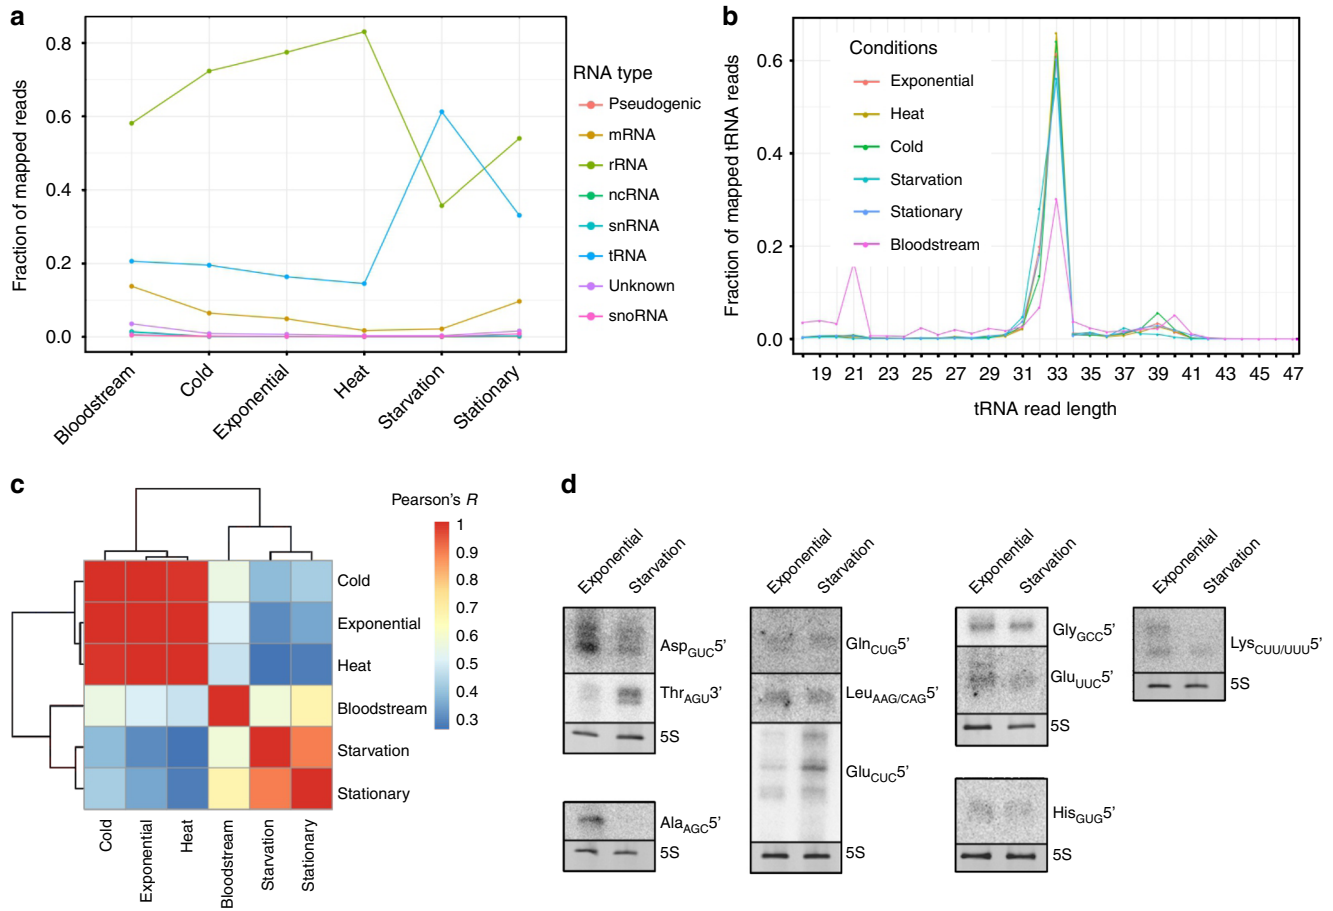 a
Fraction of mapped reads
0.8
0.6
0.4
0.2
0.0
Bloodstream
Cold
Exponential
Heat
Starvation
Stationary
RNA type
Pseudogenic
mRNA
rRNA
ncRNA
snRNA
tRNA
Unknown
snoRNA
b
Fraction of mapped tRNA reads
0.6
0.4
0.2
0.0
Conditions
Exponential
Heat
Cold
Starvation
Stationary
Bloodstream
19 21 23 25 27 29 31 33 35 37 39 41 43 45 47
tRNA read length
c
Pearson's R
1
0.9
0.8
0.7
0.6
0.5
0.4
0.3
Cold
Exponential
Heat
Bloodstream
Starvation
Stationary
Cold
Exponential
Heat
Bloodstream
Starvation
Stationary
d
Exponential
Starvation
AspGUC5'
ThrAGU3'
5S
AlaAGC5'
5S
Exponential
Starvation
GlnCUG5'
LeuAAG/CAG5'
GluCUC5'
5S
Exponential
Starvation
GlyGCC5'
GluUUC5'
5S
HisGUG5'
5S
Exponential
Starvation
LysCUU/UUU5'
5S